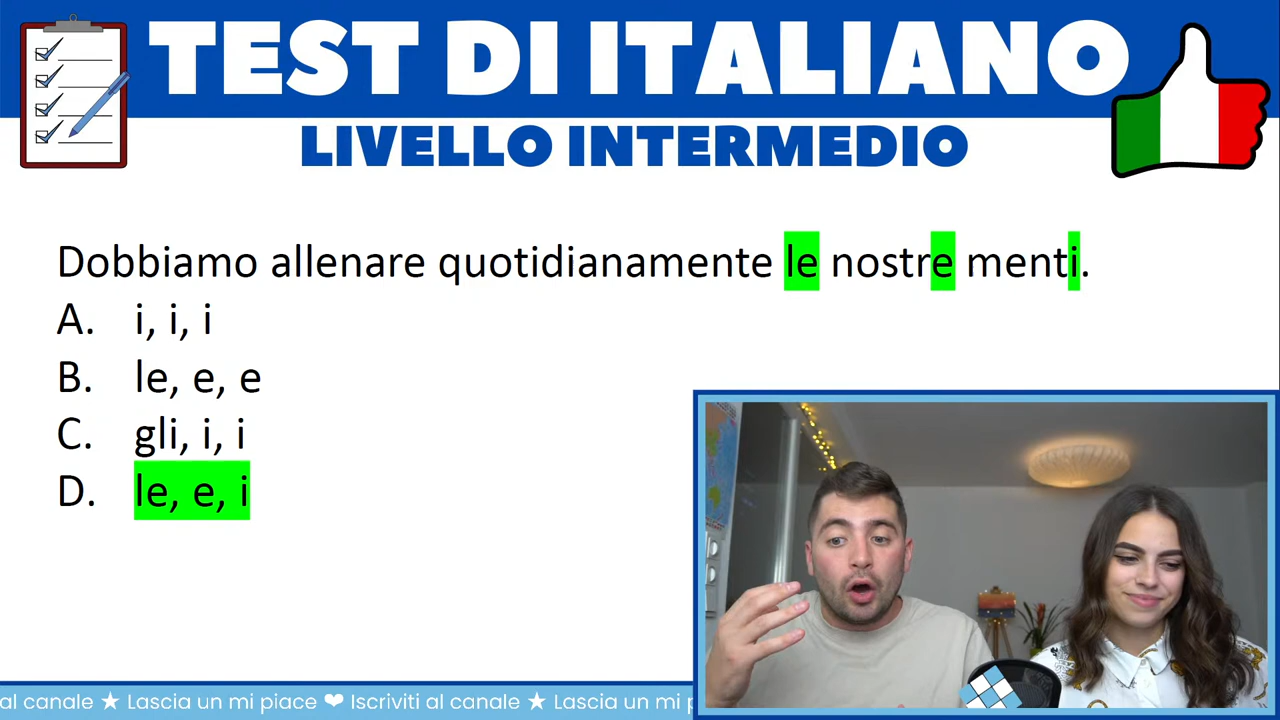 TEST DI ITALIANO
LIVELLO INTERMEDIO
Dobbiamo allenare quotidianamente le nostre menti.
A. i, i, i
B. le, e, e
C. gli, i, i
D. le, e, i
al canale ★ Lascia un mi piace ❤ Iscriviti al canale ★ Lascia un mi p